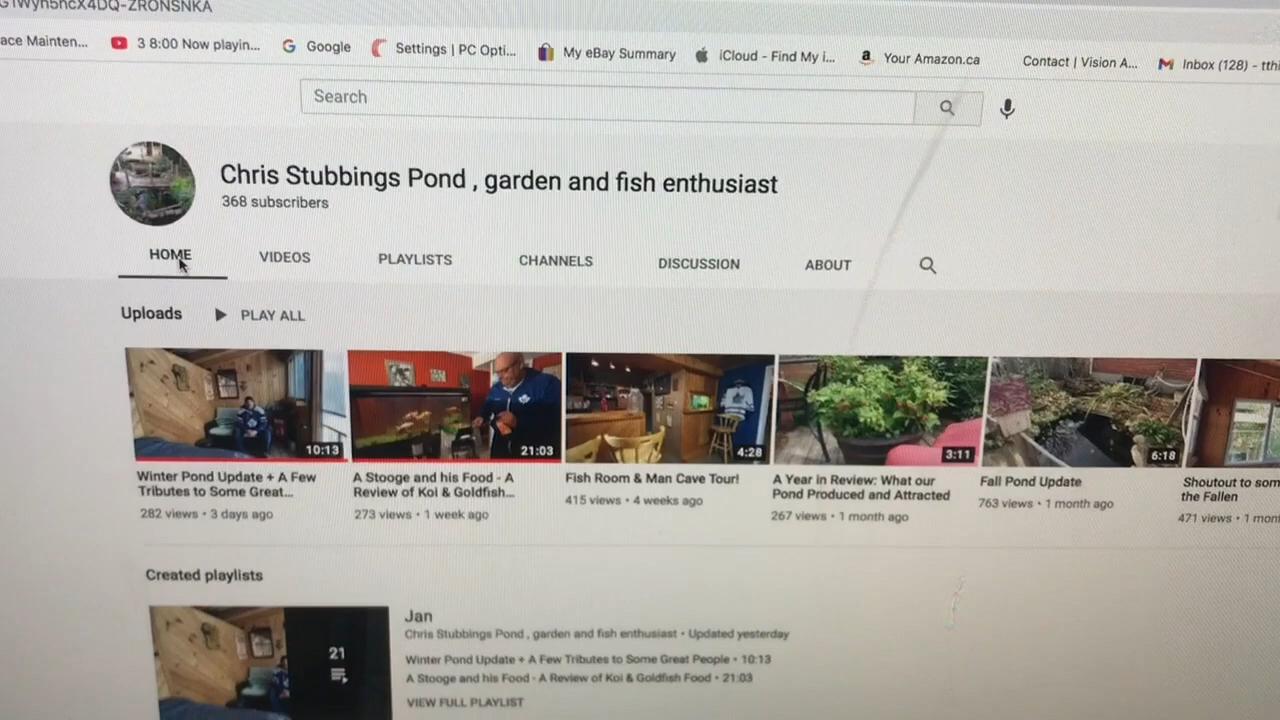 G1Wyh5hcX4DQ-ZRONSNKA
ace Mainten... 3 8:00 Now playin... Google Settings | PC Opti... My eBay Summary iCloud - Find My i... Your Amazon.ca Contact | Vision A... Inbox (128) - tthi
Search
Chris Stubbings Pond , garden and fish enthusiast
368 subscribers
HOME VIDEOS PLAYLISTS CHANNELS DISCUSSION ABOUT
Uploads PLAY ALL
10:13 21:03 4:28 3:11 6:18
Winter Pond Update + A Few
Tributes to Some Great...
282 views • 3 days ago
A Stooge and his Food - A
Review of Koi & Goldfish...
273 views • 1 week ago
Fish Room & Man Cave Tour!
415 views • 4 weeks ago
A Year in Review: What our
Pond Produced and Attracted
267 views • 1 month ago
Fall Pond Update
763 views • 1 month ago
Shoutout to som
the Fallen
471 views • 1 mon
Created playlists
21
Jan
Chris Stubbings Pond , garden and fish enthusiast • Updated yesterday
Winter Pond Update + A Few Tributes to Some Great People • 10:13
A Stooge and his Food - A Review of Koi & Goldfish Food • 21:03
VIEW FULL PLAYLIST